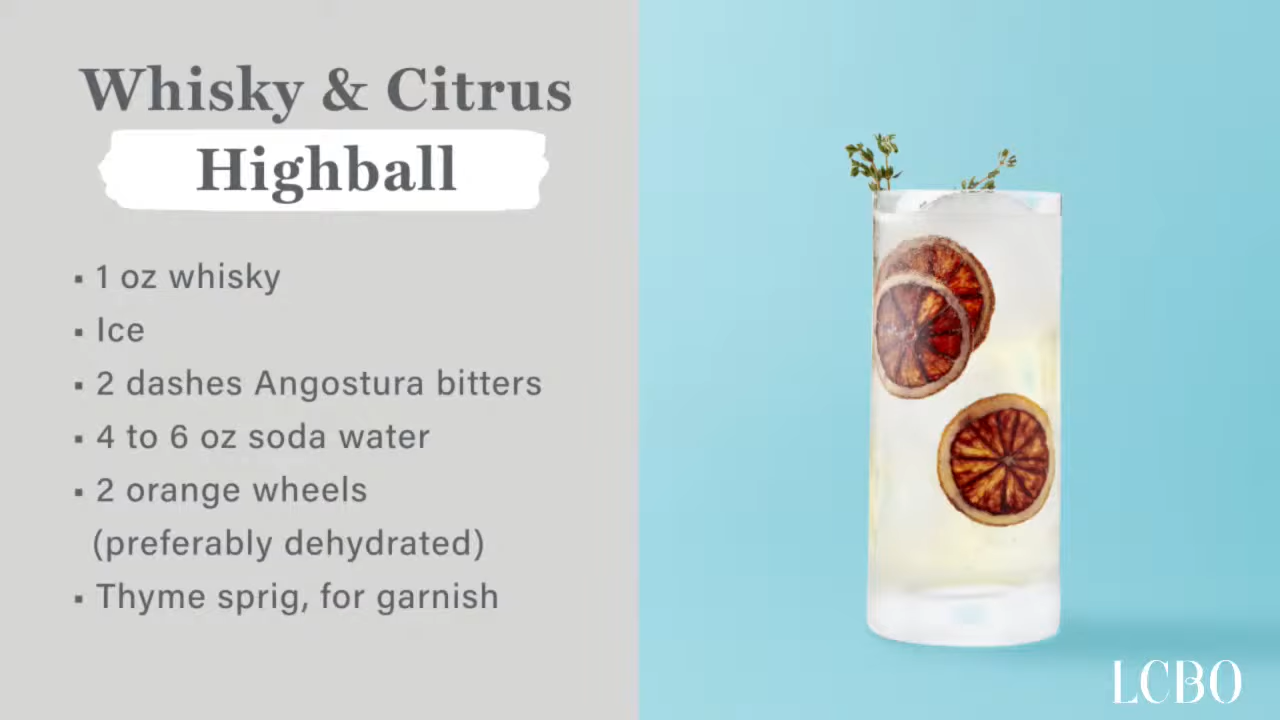 Whisky & Citrus
Highball
▪ 1 oz whisky
▪ Ice
▪ 2 dashes Angostura bitters
▪ 4 to 6 oz soda water
▪ 2 orange wheels
(preferably dehydrated)
▪ Thyme sprig, for garnish
LCBO